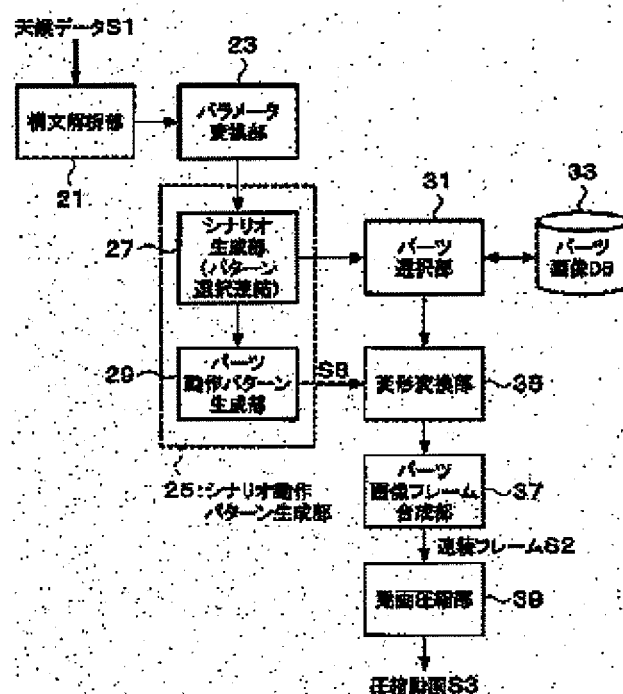 天候データS1
23
構文解析部
パラメータ
変換部
21
31
33
27
シナリオ
生成部
(パターン
選択連結)
パーツ
選択部
パーツ
画像DB
29
パーツ
動作パターン
生成部
S8
変形変換部
35
25:シナリオ動作
パターン生成部
パーツ
画像フレーム
合成部
37
連装フレームS2
動画圧縮部
39
圧縮動画S3